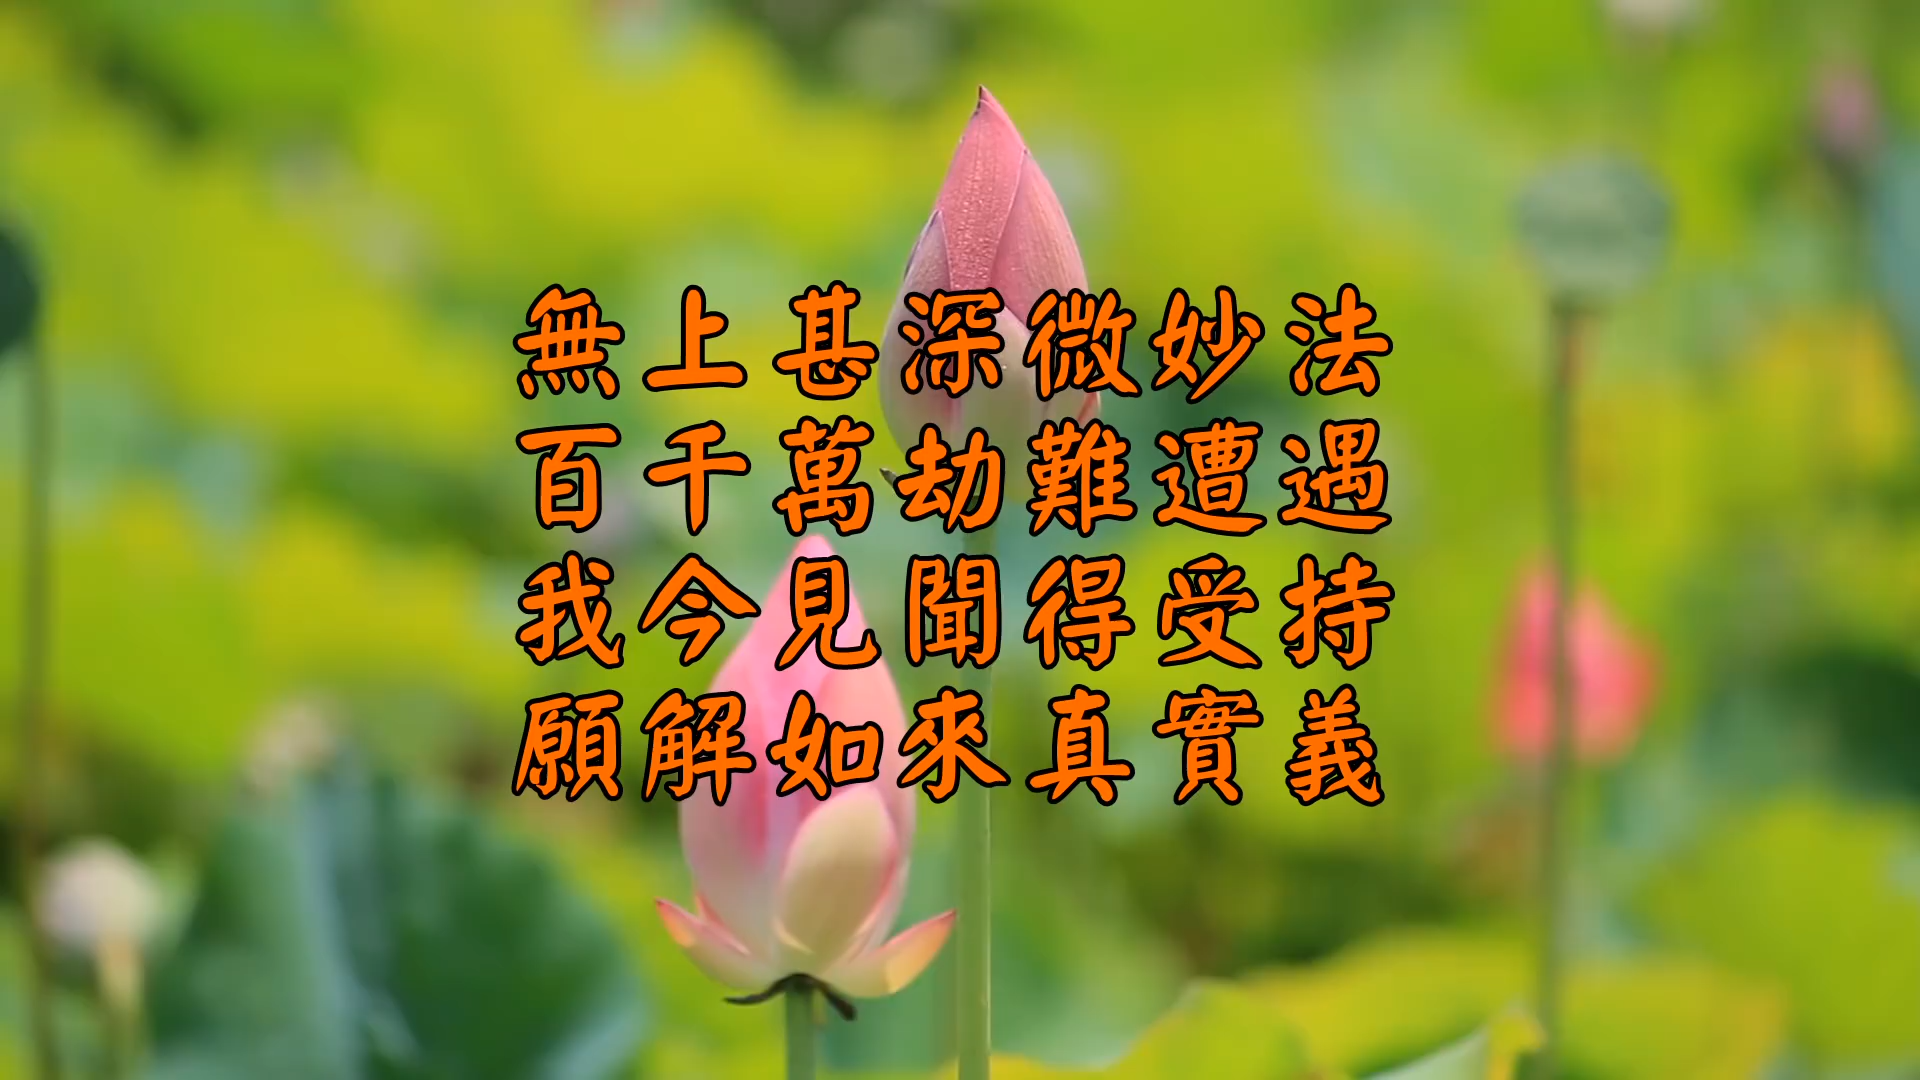 無上甚深微妙法
百千萬劫難遭遇
我今見聞得受持
願解如來真實義